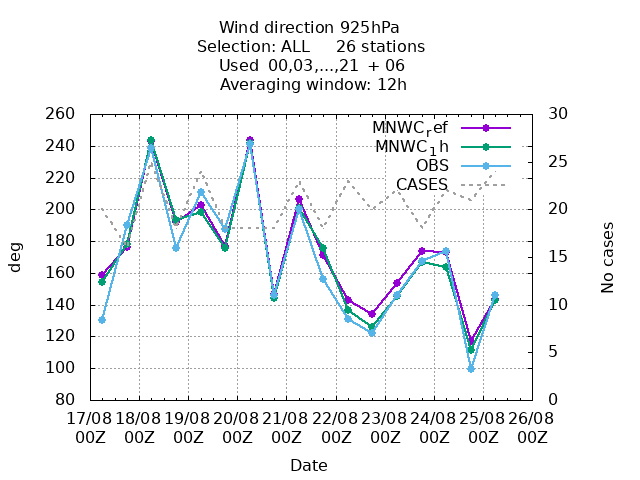 Wind direction 925hPa
Selection: ALL 26 stations
Used 00,03,...,21 + 06
Averaging window: 12h
260 30
240 MNWCref
MNWC1h
220 25
OBS
CASES
200 20
180
160 15
140 10
120
100 5
80 0
deg
No cases
17/08 18/08 19/08 20/08 21/08 22/08 23/08 24/08 25/08 26/08
00Z 00Z 00Z 00Z 00Z 00Z 00Z 00Z 00Z 00Z
Date